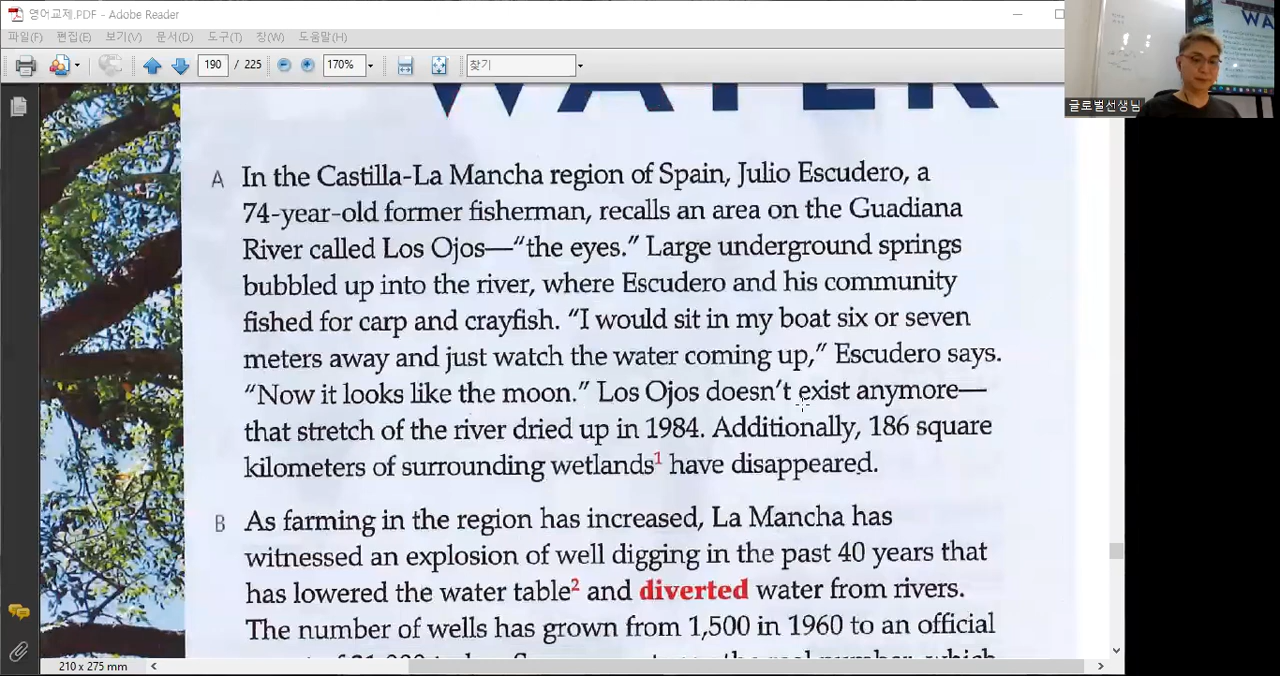 영어교제.PDF - Adobe Reader
파일(F) 편집(E) 보기(V) 문서(D) 도구(T) 창(W) 도움말(H)
190 / 225 170% 찾기
WA
글로벌선생님
WATER
A In the Castilla-La Mancha region of Spain, Julio Escudero, a
74-year-old former fisherman, recalls an area on the Guadiana
River called Los Ojos—“the eyes.” Large underground springs
bubbled up into the river, where Escudero and his community
fished for carp and crayfish. “I would sit in my boat six or seven
meters away and just watch the water coming up,” Escudero says.
“Now it looks like the moon.” Los Ojos doesn’t exist anymore—
that stretch of the river dried up in 1984. Additionally, 186 square
kilometers of surrounding wetlands1 have disappeared.
B As farming in the region has increased, La Mancha has
witnessed an explosion of well digging in the past 40 years that
has lowered the water table2 and diverted water from rivers.
The number of wells has grown from 1,500 in 1960 to an official
210 x 275 mm